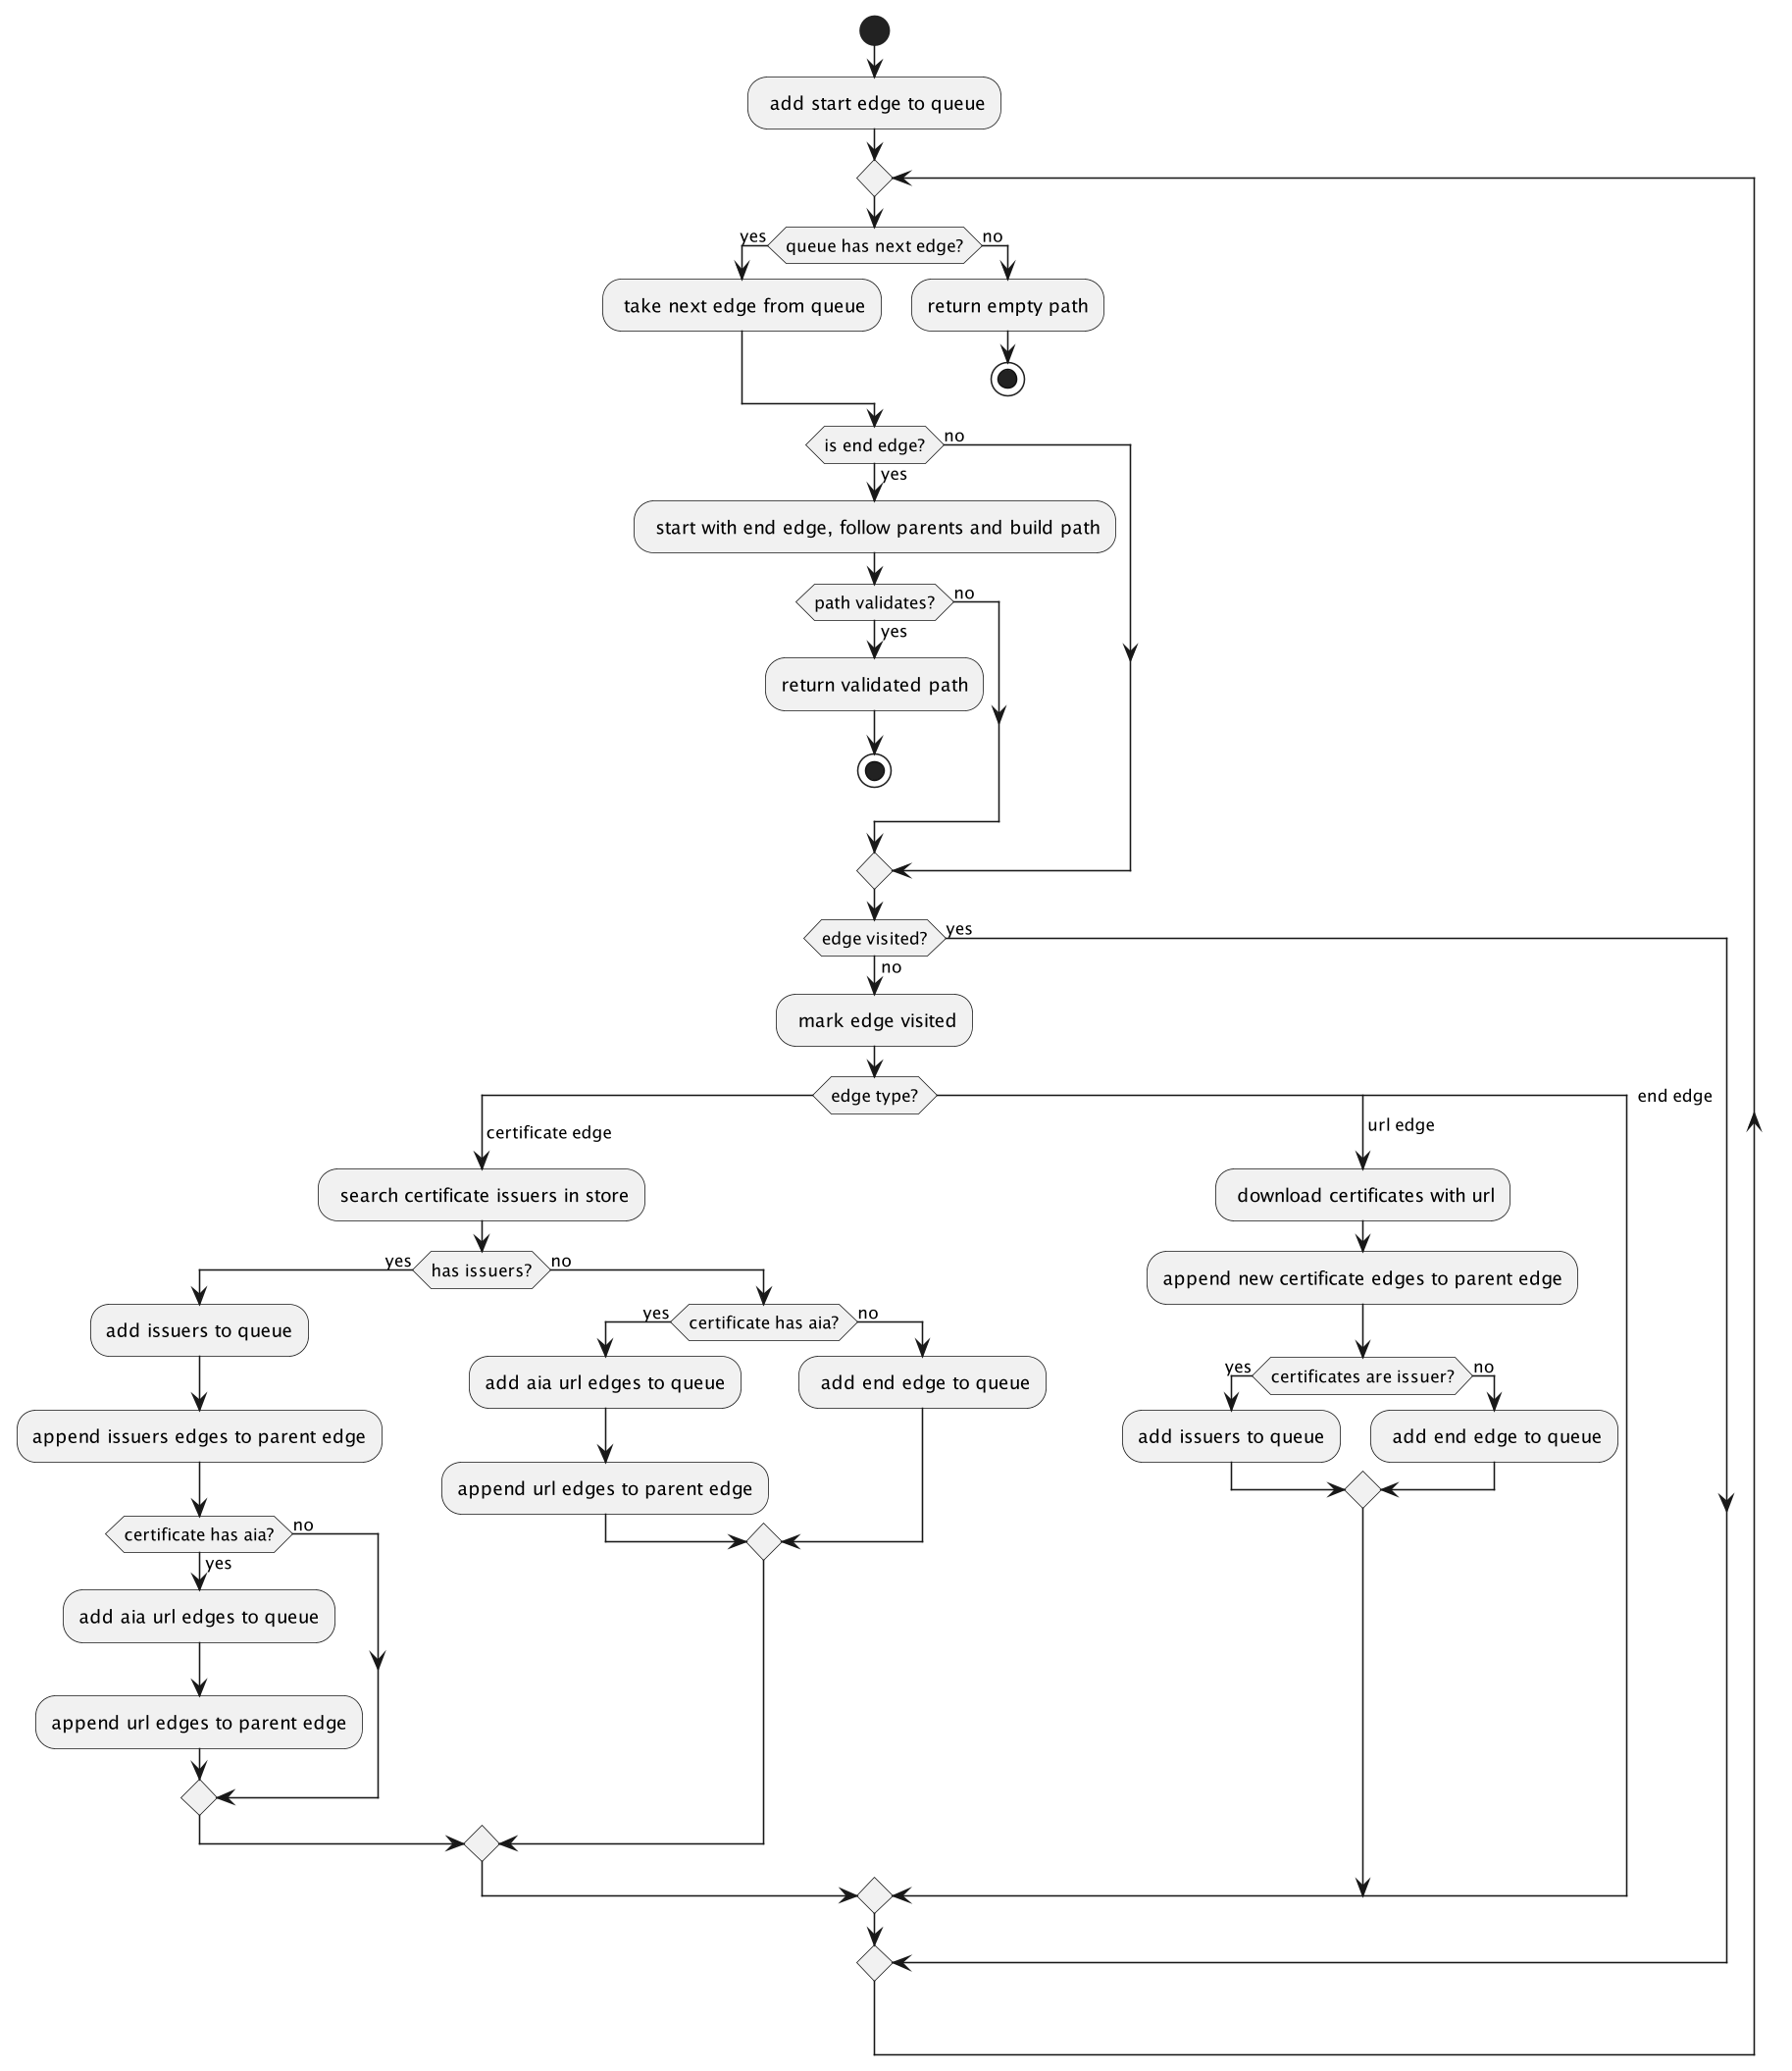 add start edge to queue
yes
queue has next edge?
no
take next edge from queue
return empty path
is end edge?
no
yes
start with end edge, follow parents and build path
path validates?
no
yes
return validated path
edge visited?
yes
no
mark edge visited
edge type?
end edge
certificate edge
url edge
search certificate issuers in store
download certificates with url
yes
has issuers?
no
append new certificate edges to parent edge
add issuers to queue
yes
certificate has aia?
no
yes
certificates are issuer?
no
add aia url edges to queue
add end edge to queue
append issuers edges to parent edge
add issuers to queue
add end edge to queue
append url edges to parent edge
certificate has aia?
no
yes
add aia url edges to queue
append url edges to parent edge